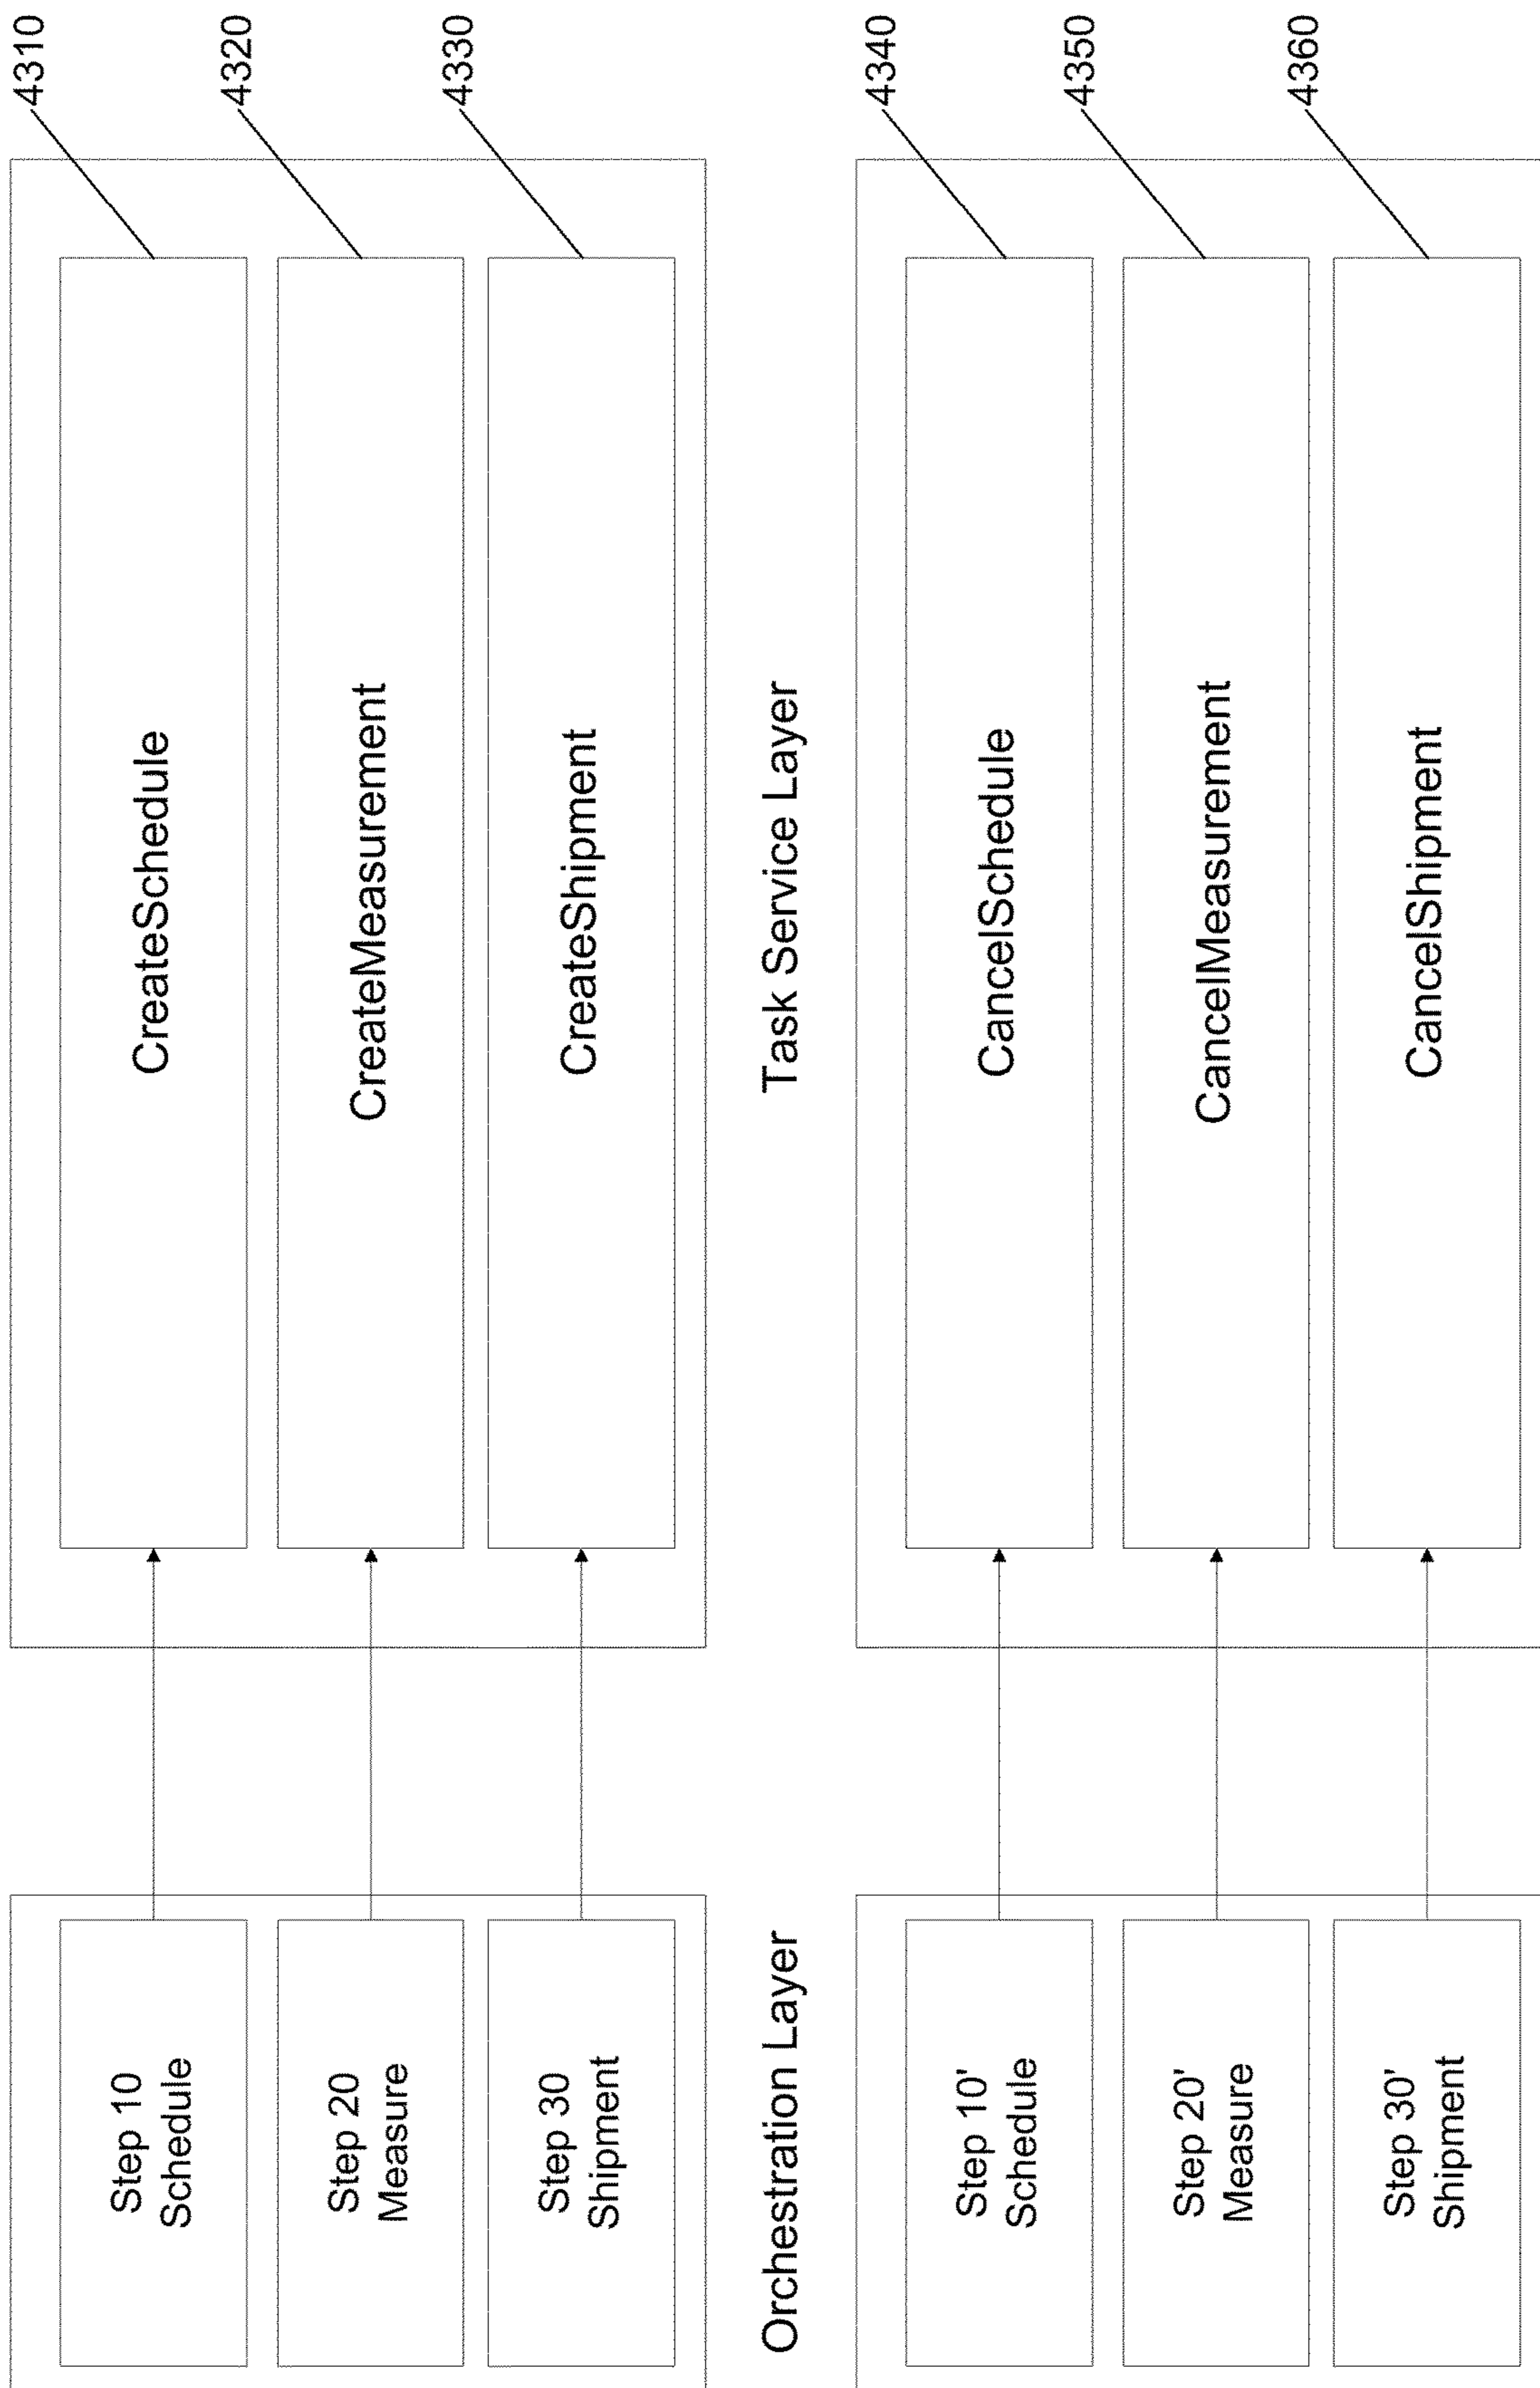 Step 10
Schedule
CreateSchedule
4310
Step 20
Measure
CreateMeasurement
4320
Step 30
Shipment
CreateShipment
4330
Orchestration Layer
Task Service Layer
Step 10'
Schedule
CancelSchedule
4340
Step 20'
Measure
CancelMeasurement
4350
Step 30'
Shipment
CancelShipment
4360